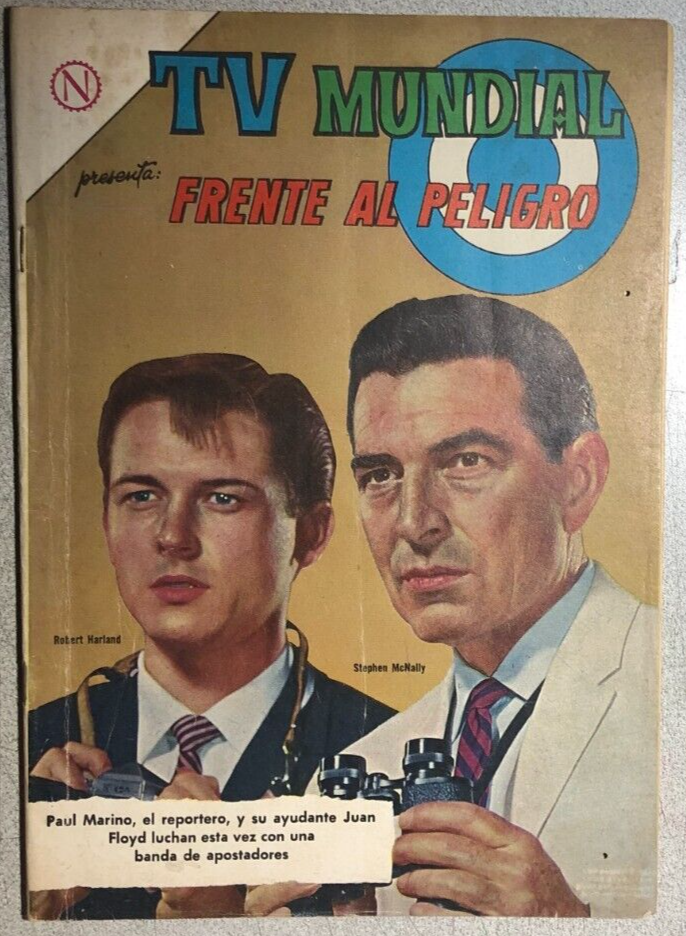 N
TV MUNDIAL
presenta:
FRENTE AL PELIGRO
Robert Harland
Stephen McNally
Paul Marino, el reportero, y su ayudante Juan
Floyd luchan esta vez con una
banda de apostadores